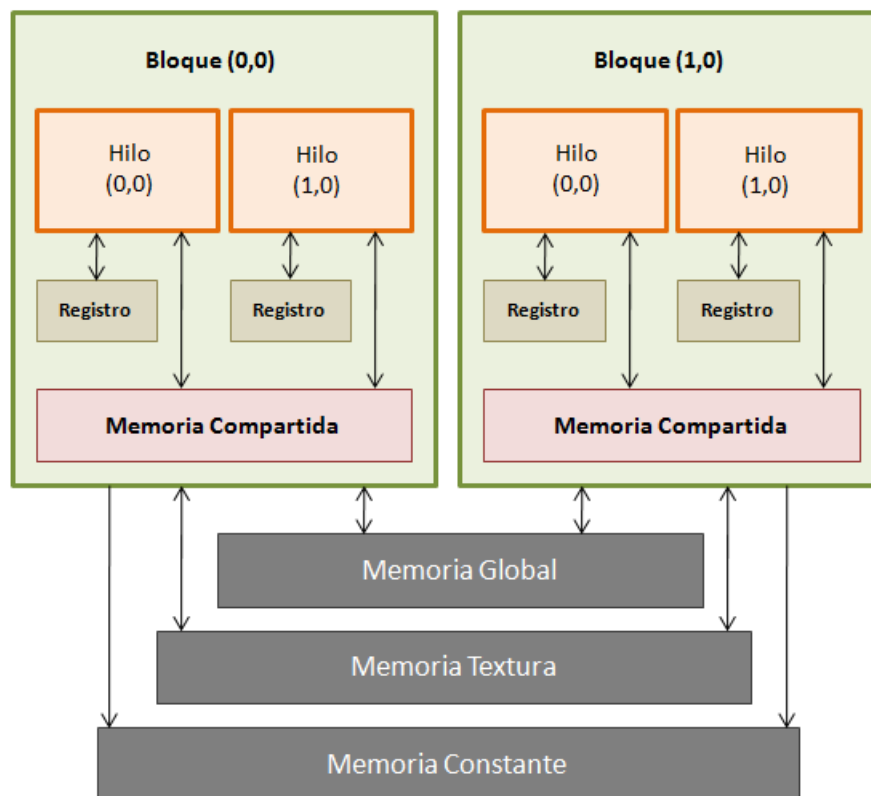 Bloque (0,0)
Bloque (1,0)
Hilo
(0,0)
Hilo
(1,0)
Hilo
(0,0)
Hilo
(1,0)
Registro
Registro
Registro
Registro
Memoria Compartida
Memoria Compartida
Memoria Global
Memoria Textura
Memoria Constante